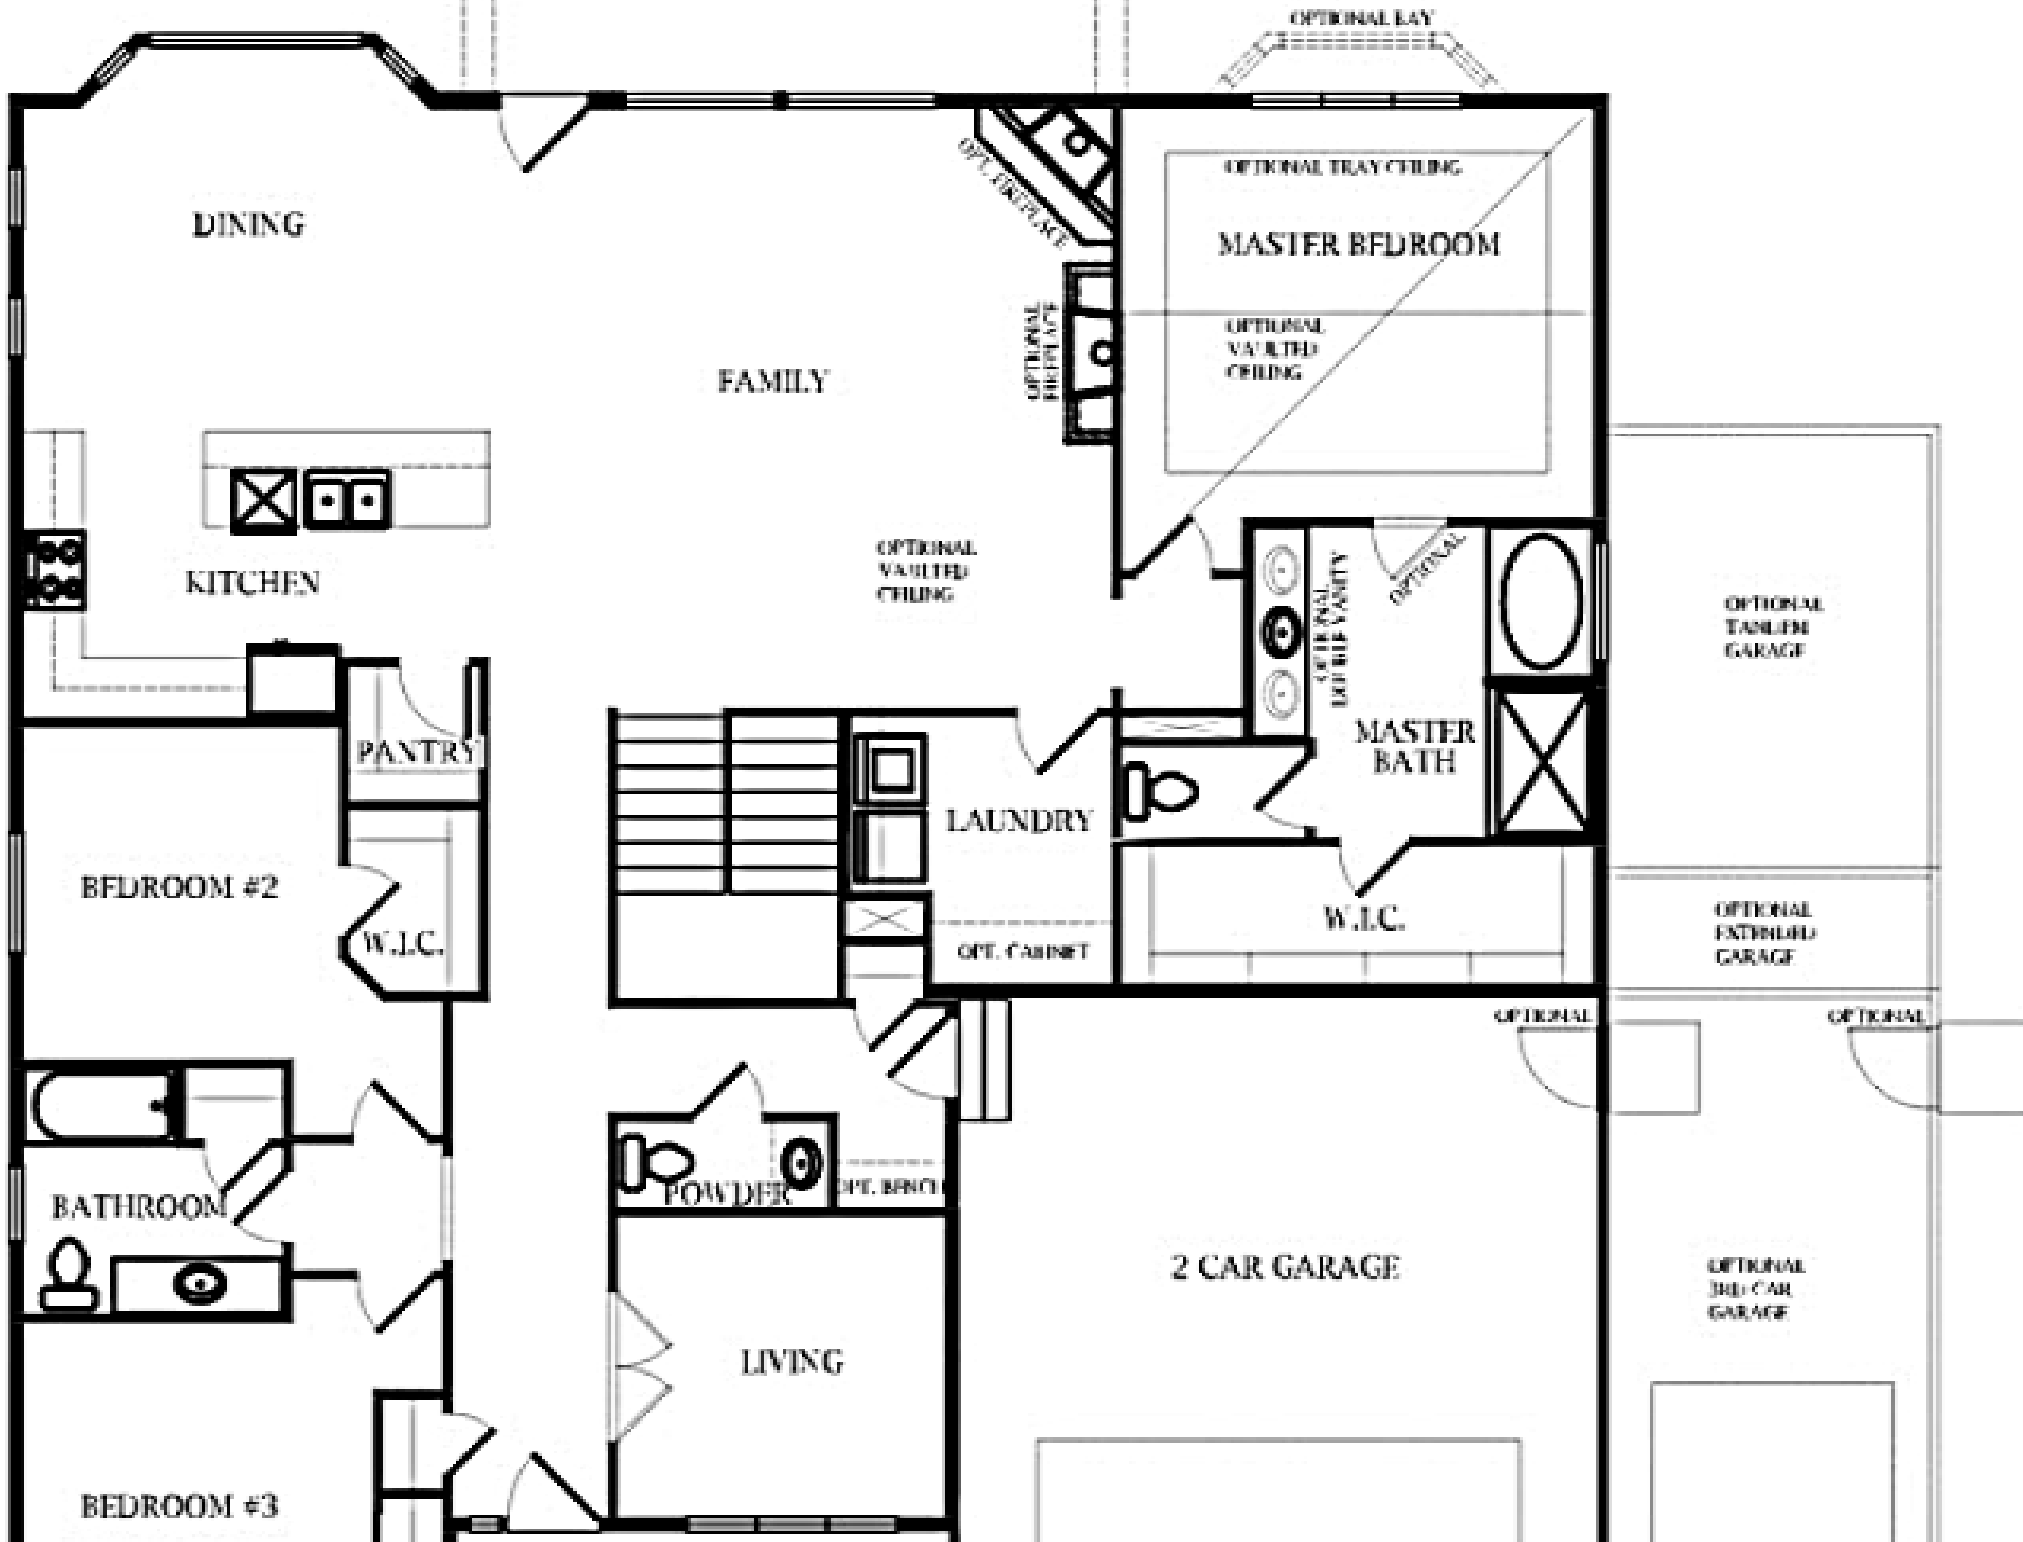 OPTIONAL BAY
OPTIONAL TRAY CEILING
MASTER BEDROOM
OPTIONAL
VAULTED
CEILING
OPT. FIREPLACE
OPTIONAL
FIREPLACE
DINING
FAMILY
KITCHEN
OPTIONAL
VAULTED
CEILING
OPTIONAL
DOUBLE VANITY
OPTIONAL
OPTIONAL
TANDEM
GARAGE
PANTRY
MASTER
BATH
LAUNDRY
BEDROOM #2
W.I.C.
W.I.C.
OPT. CABINET
OPTIONAL
EXTENDED
GARAGE
OPTIONAL
OPTIONAL
BATHROOM
POWDER
OPT. BENCH
2 CAR GARAGE
OPTIONAL
3RD CAR
GARAGE
LIVING
BEDROOM #3